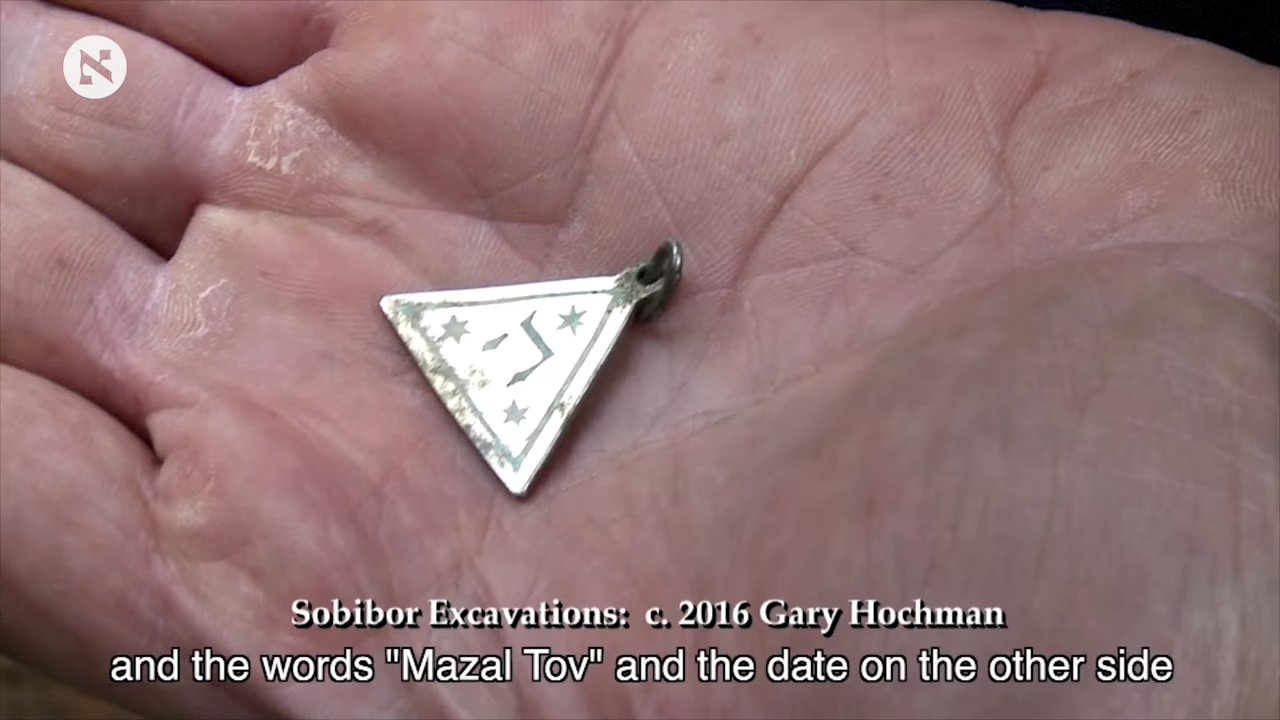 א
ה
Sobibor Excavations: c. 2016 Gary Hochman
and the words "Mazal Tov" and the date on the other side